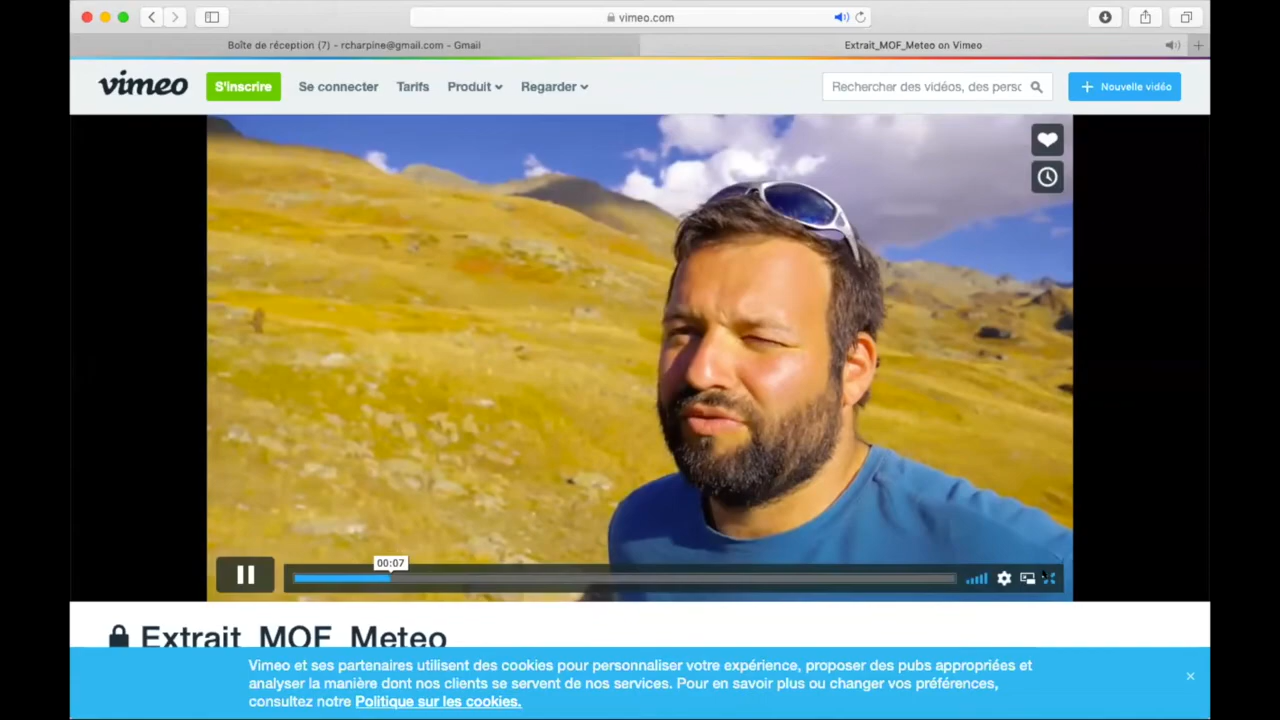 vimeo.com
Boîte de réception (7) - rcharpine@gmail.com - Gmail
Extrait_MOF_Meteo on Vimeo
vimeo
S'inscrire
Se connecter
Tarifs
Produit
Regarder
Rechercher des vidéos, des persc
Nouvelle vidéo
00:07
Extrait_MOF_Meteo
Vimeo et ses partenaires utilisent des cookies pour personnaliser votre expérience, proposer des pubs appropriées et
analyser la manière dont nos clients se servent de nos services. Pour en savoir plus ou changer vos préférences,
consultez notre Politique sur les cookies.